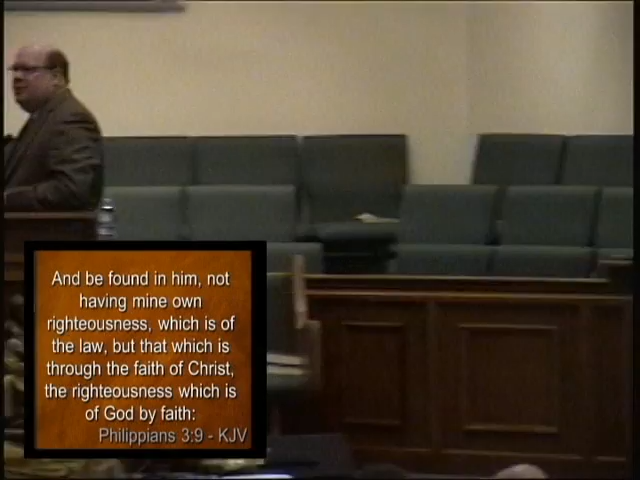 And be found in him, not
having mine own
righteousness, which is of
the law, but that which is
through the faith of Christ,
the righteousness which is
of God by faith:
Philippians 3:9 - KJV